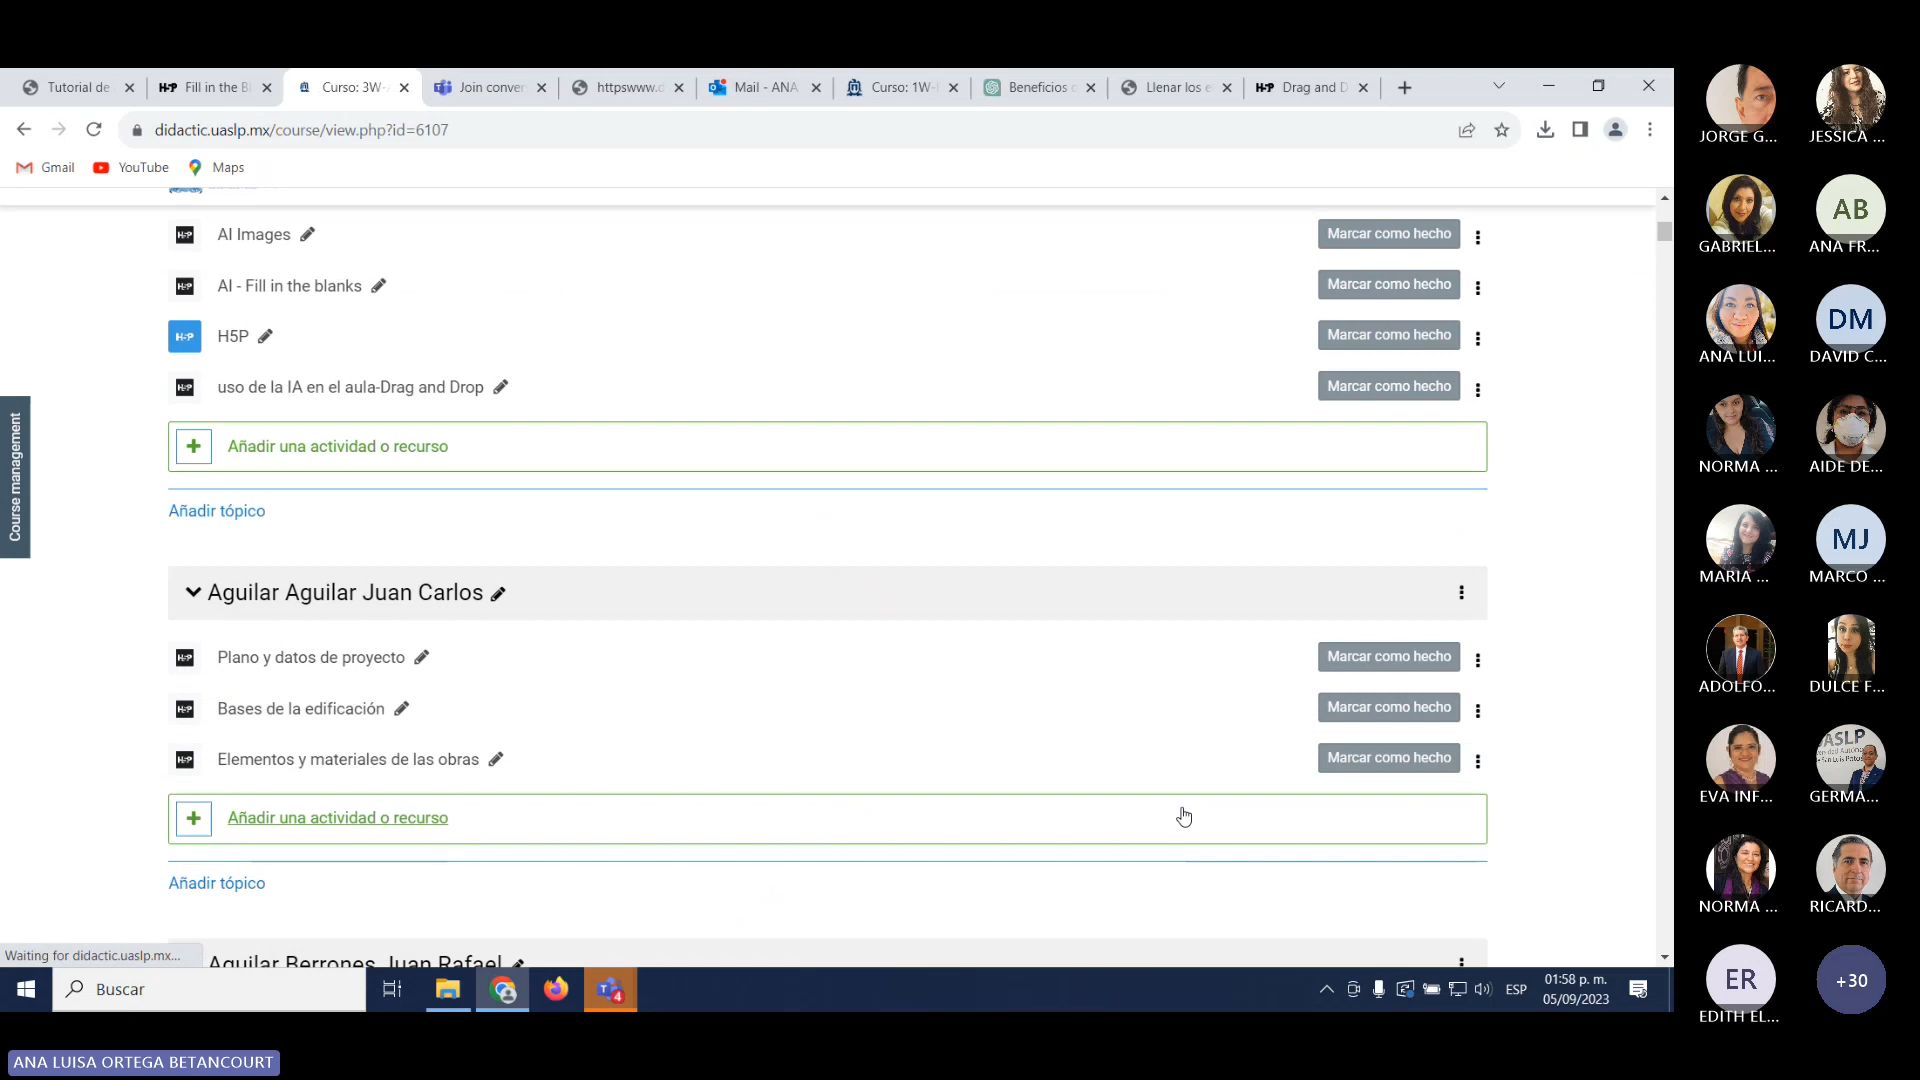 Tutorial de
H-P Fill in the Bl
Curso: 3W-
Join conver
httpswww.d
Mail - ANA
Curso: 1W-
Beneficios d
Llenar los e
H-P Drag and D
didactic.uaslp.mx/course/view.php?id=6107
Gmail
YouTube
Maps
H-P AI Images
Marcar como hecho
H-P AI - Fill in the blanks
Marcar como hecho
H-P H5P
Marcar como hecho
H-P uso de la IA en el aula-Drag and Drop
Marcar como hecho
Añadir una actividad o recurso
Añadir tópico
Course management
Aguilar Aguilar Juan Carlos
H-P Plano y datos de proyecto
Marcar como hecho
H-P Bases de la edificación
Marcar como hecho
H-P Elementos y materiales de las obras
Marcar como hecho
Añadir una actividad o recurso
Añadir tópico
Aguilar Berrones Juan Rafael
Waiting for didactic.uaslp.mx...
Buscar
4
ESP
01:58 p. m.
05/09/2023
JORGE G...
JESSICA ...
GABRIEL...
AB
ANA FR...
ANA LUI...
DM
DAVID C...
NORMA ...
AIDE DE...
MARIA ...
MJ
MARCO ...
ADOLFO...
DULCE F...
EVA INF...
GERMA...
NORMA ...
RICARD...
ER
EDITH EL...
+30
ANA LUISA ORTEGA BETANCOURT